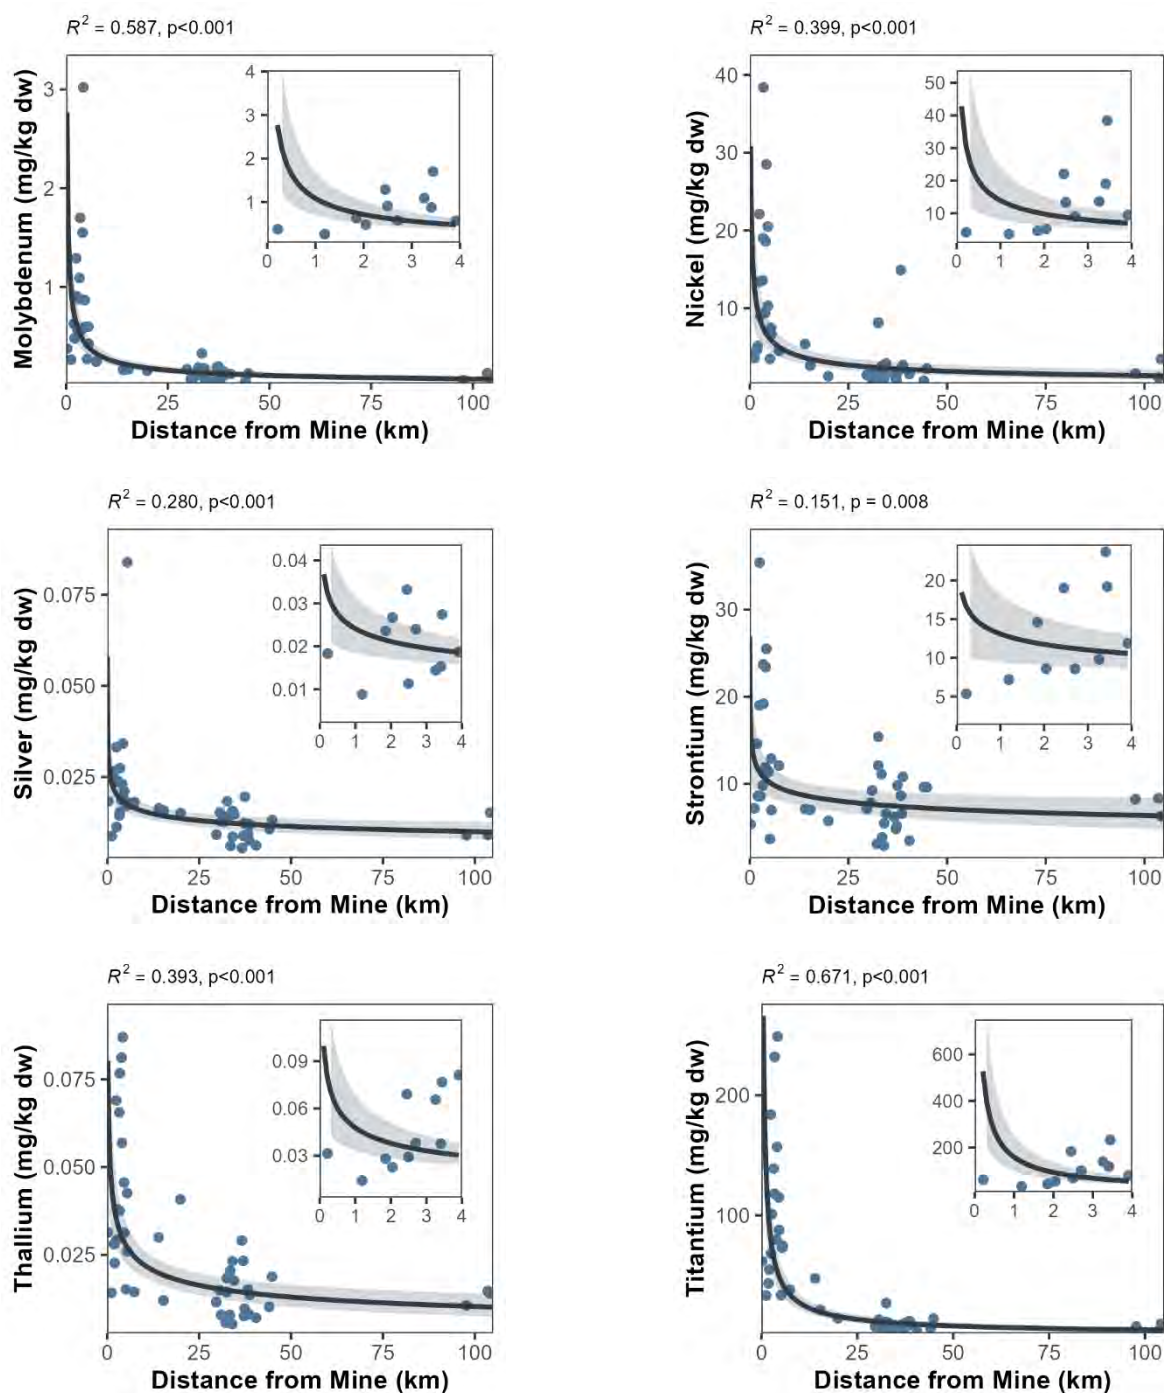 R² = 0.587, p<0.001
Molybdenum (mg/kg dw)
3
2
1
0 25 50 75 100
Distance from Mine (km)
4
3
2
1
0 1 2 3 4
R² = 0.399, p<0.001
Nickel (mg/kg dw)
40
30
20
10
0 25 50 75 100
Distance from Mine (km)
50
40
30
20
10
0 1 2 3 4
R² = 0.280, p<0.001
Silver (mg/kg dw)
0.075
0.050
0.025
0 25 50 75 100
Distance from Mine (km)
0.04
0.03
0.02
0.01
0 1 2 3 4
R² = 0.151, p = 0.008
Strontium (mg/kg dw)
30
20
10
0 25 50 75 100
Distance from Mine (km)
20
15
10
5
0 1 2 3 4
R² = 0.393, p<0.001
Thallium (mg/kg dw)
0.075
0.050
0.025
0 25 50 75 100
Distance from Mine (km)
0.09
0.06
0.03
0 1 2 3 4
R² = 0.671, p<0.001
Titantium (mg/kg dw)
200
100
0 25 50 75 100
Distance from Mine (km)
600
400
200
0 1 2 3 4